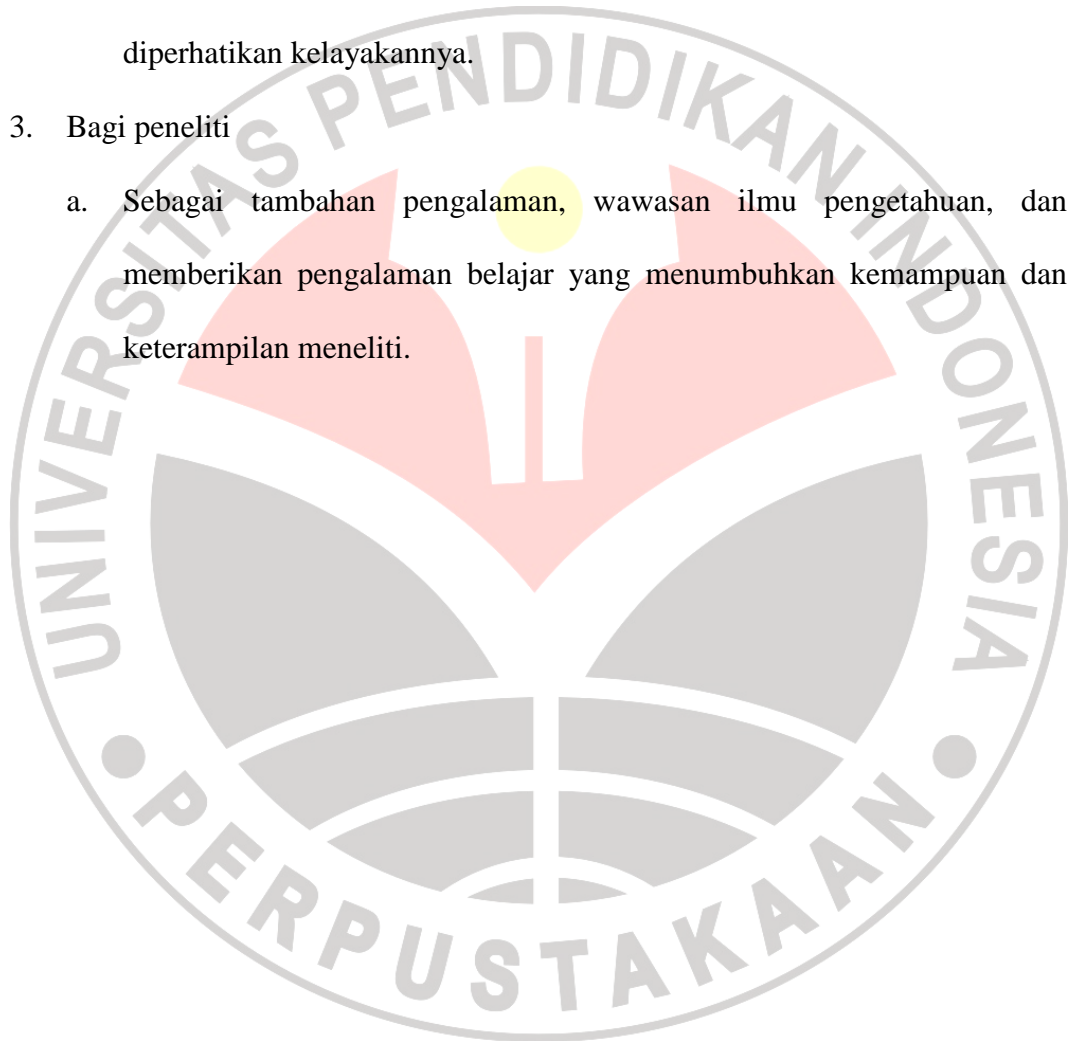 diperhatikan kelayakannya.
3. Bagi peneliti
a. Sebagai tambahan pengalaman, wawasan ilmu pengetahuan, dan
memberikan pengalaman belajar yang menumbuhkan kemampuan dan
keterampilan meneliti.
UNIVERSITAS PENDIDIKAN INDONESIA
PERPUSTAKAAN